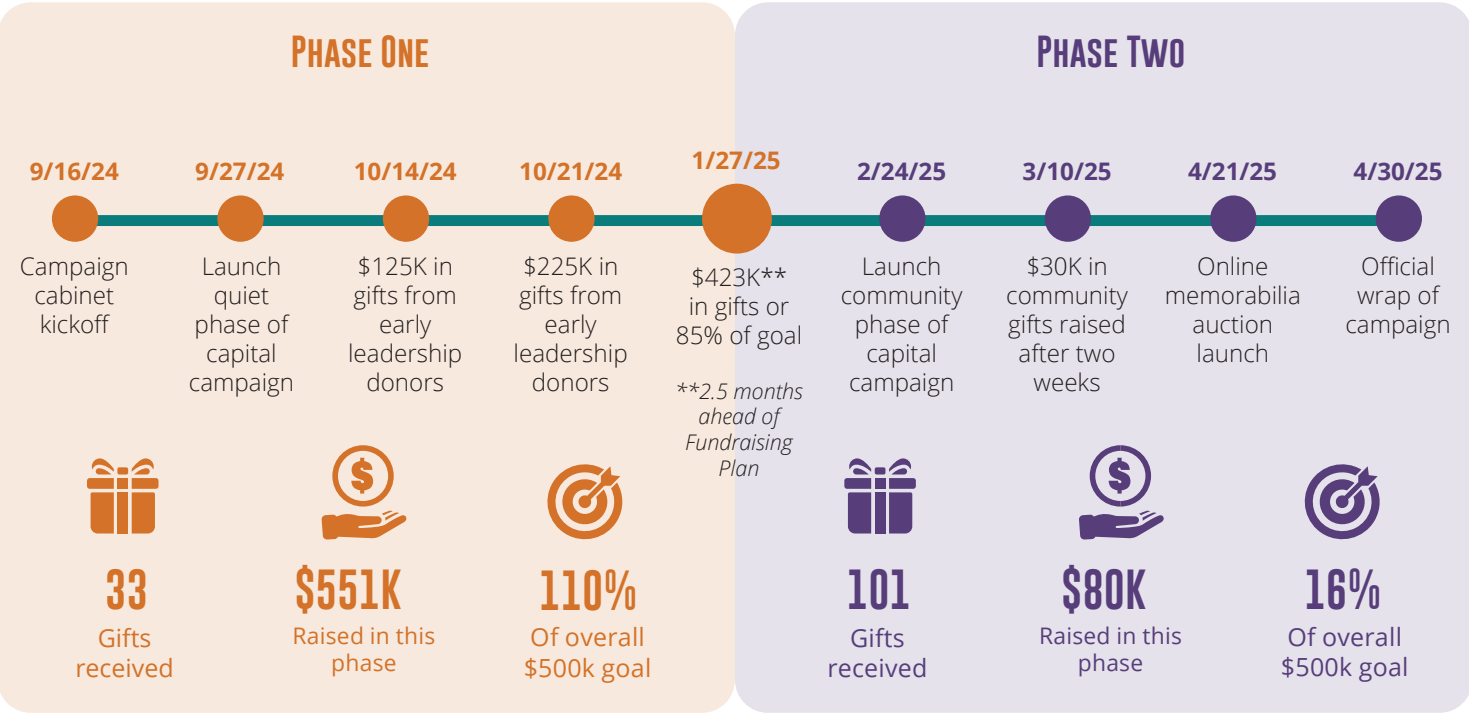 PHASE ONE
9/16/24
Campaign
cabinet
kickoff
9/27/24
Launch
quiet
phase of
capital
campaign
10/14/24
$125K in
gifts from
early
leadership
donors
10/21/24
$225K in
gifts from
early
leadership
donors
1/27/25
$423K**
in gifts or
85% of goal
**2.5 months
ahead of
Fundraising
Plan
33
Gifts
received
$551K
Raised in this
phase
110%
Of overall
$500k goal
PHASE TWO
2/24/25
Launch
community
phase of
capital
campaign
3/10/25
$30K in
community
gifts raised
after two
weeks
4/21/25
Online
memorabilia
auction
launch
4/30/25
Official
wrap of
campaign
101
Gifts
received
$80K
Raised in this
phase
16%
Of overall
$500k goal